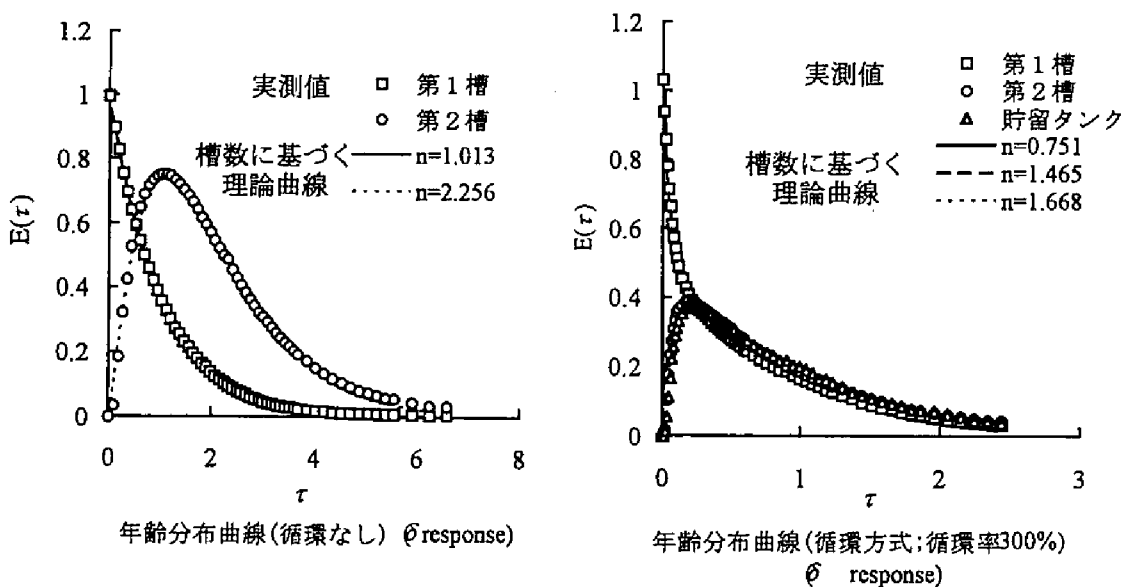 1.2
1
0.8
0.6
0.4
0.2
0
E(τ)
実測値
□ 第1槽
○ 第2槽
槽数に基づく
理論曲線
n=1.013
n=2.256
0 2 4 6 8
τ
年齢分布曲線(循環なし) (δ response)
1.2
1
0.8
0.6
0.4
0.2
0
E(τ)
実測値
□ 第1槽
○ 第2槽
△ 貯留タンク
槽数に基づく
理論曲線
n=0.751
n=1.465
n=1.668
0 1 2 3
τ
年齢分布曲線(循環方式;循環率300%)
(δ response)